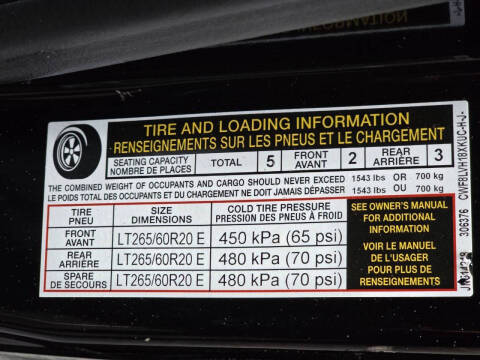 TIRE AND LOADING INFORMATION
RENSEIGNEMENTS SUR LES PNEUS ET LE CHARGEMENT
SEATING CAPACITY
NOMBRE DE PLACES
TOTAL 5 FRONT AVANT 2 REAR ARRIÈRE 3
THE COMBINED WEIGHT OF OCCUPANTS AND CARGO SHOULD NEVER EXCEED 1543 lbs OR 700 kg
LE POIDS TOTAL DES OCCUPANTS ET DU CHARGEMENT NE DOIT JAMAIS DÉPASSER 1543 lbs OU 700 kg
TIRE PNEU SIZE DIMENSIONS COLD TIRE PRESSURE PRESSION DES PNEUS À FROID
FRONT AVANT LT265/60R20 E 450 kPa (65 psi)
REAR ARRIÈRE LT265/60R20 E 480 kPa (70 psi)
SPARE DE SECOURS LT265/60R20 E 480 kPa (70 psi)
SEE OWNER'S MANUAL
FOR ADDITIONAL
INFORMATION
VOIR LE MANUEL
DE L'USAGER
POUR PLUS DE
RENSEIGNEMENTS
306376 CWF8LVH18XKUC-H-J-